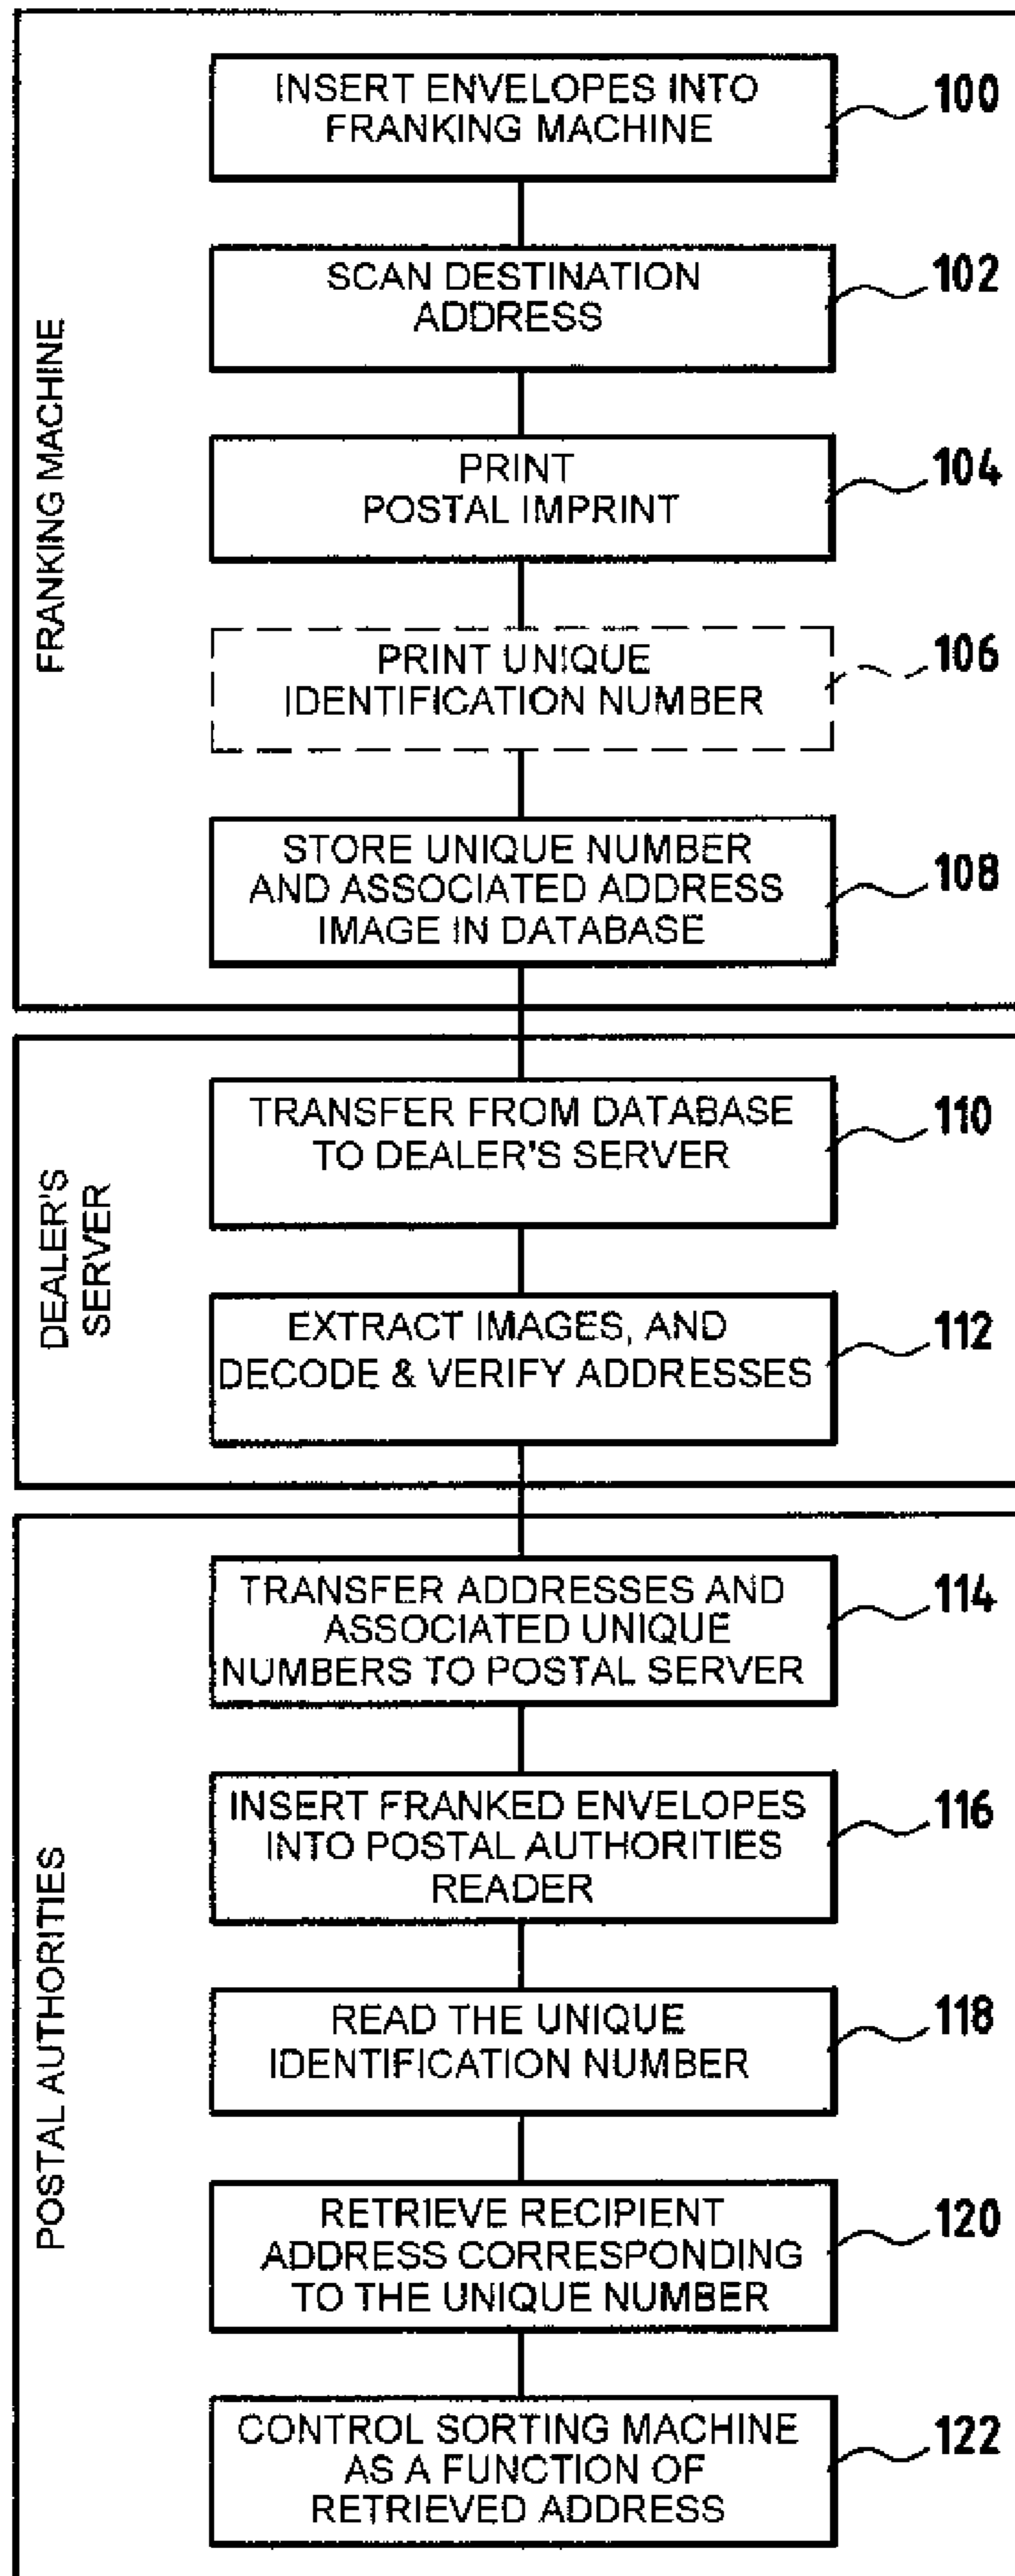 FRANKING MACHINE
INSERT ENVELOPES INTO
FRANKING MACHINE
100
SCAN DESTINATION
ADDRESS
102
PRINT
POSTAL IMPRINT
104
PRINT UNIQUE
IDENTIFICATION NUMBER
106
STORE UNIQUE NUMBER
AND ASSOCIATED ADDRESS
IMAGE IN DATABASE
108
DEALER'S
SERVER
TRANSFER FROM DATABASE
TO DEALER'S SERVER
110
EXTRACT IMAGES, AND
DECODE & VERIFY ADDRESSES
112
POSTAL AUTHORITIES
TRANSFER ADDRESSES AND
ASSOCIATED UNIQUE
NUMBERS TO POSTAL SERVER
114
INSERT FRANKED ENVELOPES
INTO POSTAL AUTHORITIES
READER
116
READ THE UNIQUE
IDENTIFICATION NUMBER
118
RETRIEVE RECIPIENT
ADDRESS CORRESPONDING
TO THE UNIQUE NUMBER
120
CONTROL SORTING MACHINE
AS A FUNCTION OF
RETRIEVED ADDRESS
122